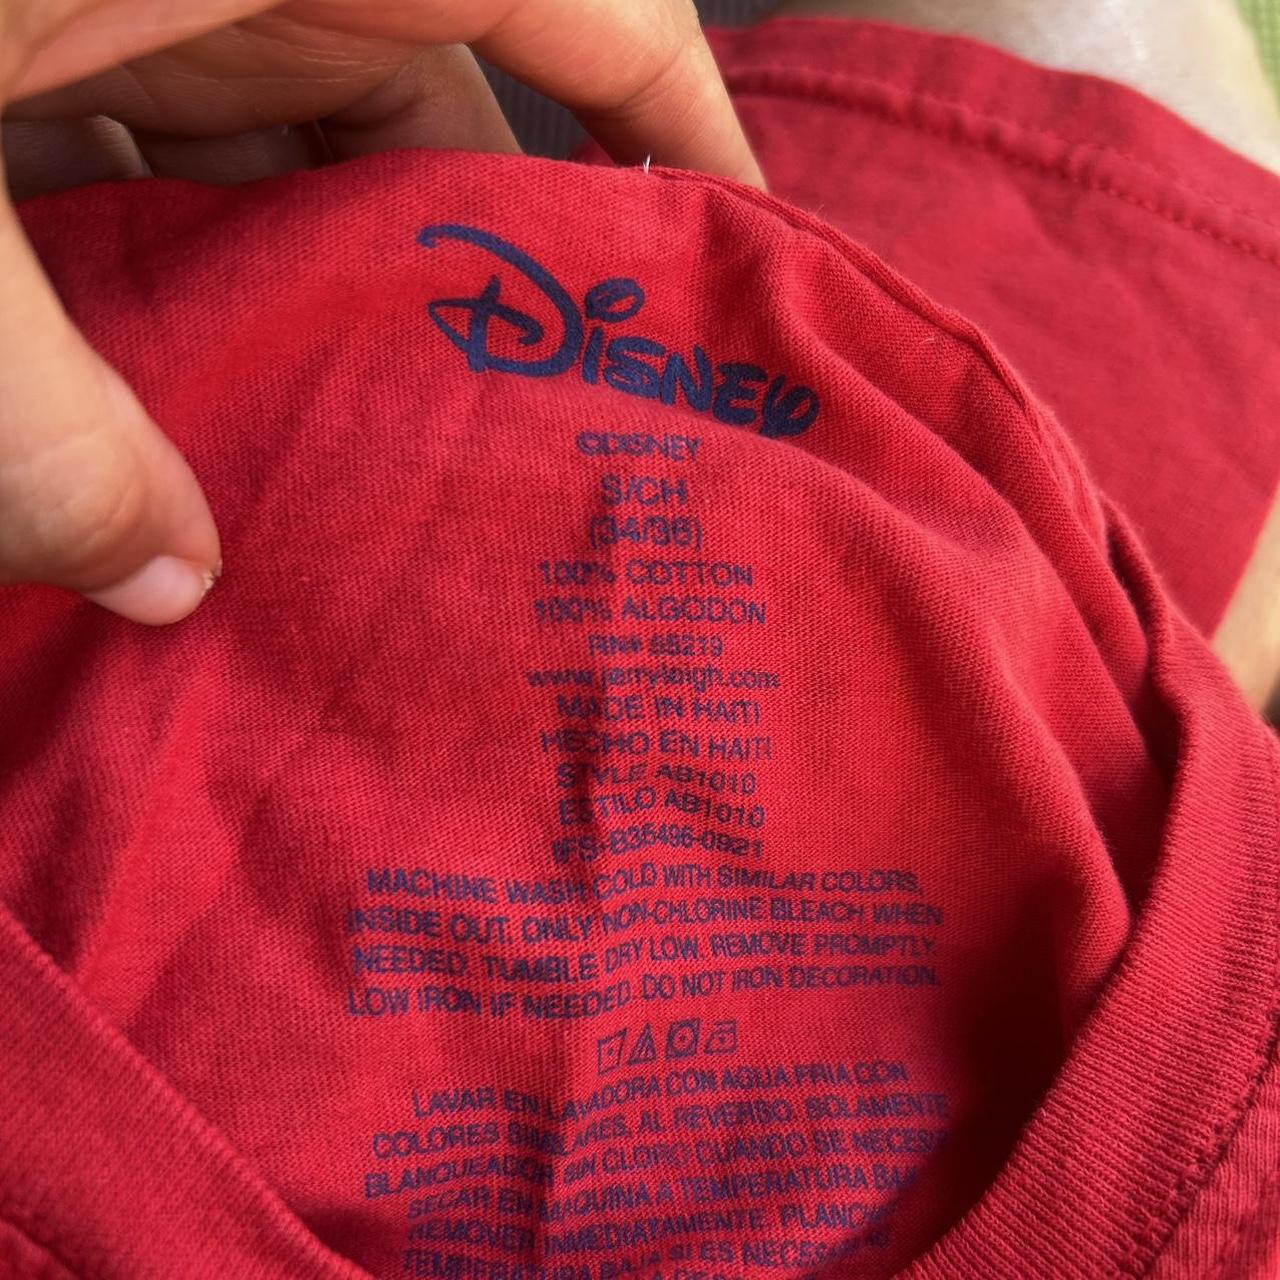 Disney
©DISNEY
S/CH
(34/36)
100% COTTON
100% ALGODON
RN# 55219
www.jerryleigh.com
MADE IN HAITI
HECHO EN HAITI
STYLE AB1010
ESTILO AB1010
IFS-B35496-0921
MACHINE WASH COLD WITH SIMILAR COLORS,
INSIDE OUT. ONLY NON-CHLORINE BLEACH WHEN
NEEDED. TUMBLE DRY LOW. REMOVE PROMPTLY.
LOW IRON IF NEEDED. DO NOT IRON DECORATION.
LAVAR EN LAVADORA CON AGUA FRIA CON
COLORES SIMILARES, AL REVERSO. SOLAMENTE
BLANQUEADOR SIN CLORO CUANDO SE
SECAR EN MAQUINA A TEMPERATURA
REMOVER INMEDIATAMENTE.
TEMPERATURA BAJA SI ES